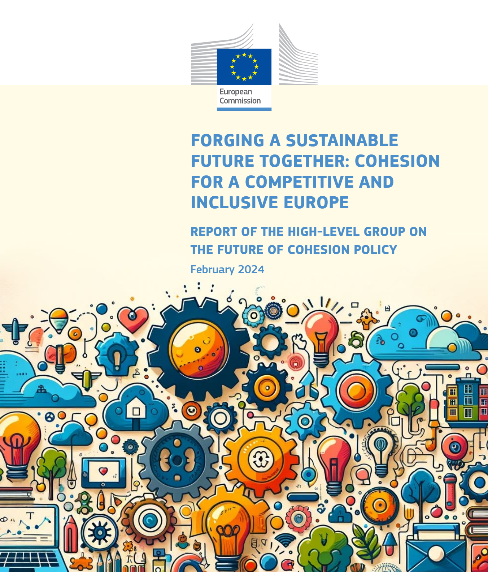 European
Commission
FORGING A SUSTAINABLE
FUTURE TOGETHER: COHESION
FOR A COMPETITIVE AND
INCLUSIVE EUROPE
REPORT OF THE HIGH-LEVEL GROUP ON
THE FUTURE OF COHESION POLICY
February 2024